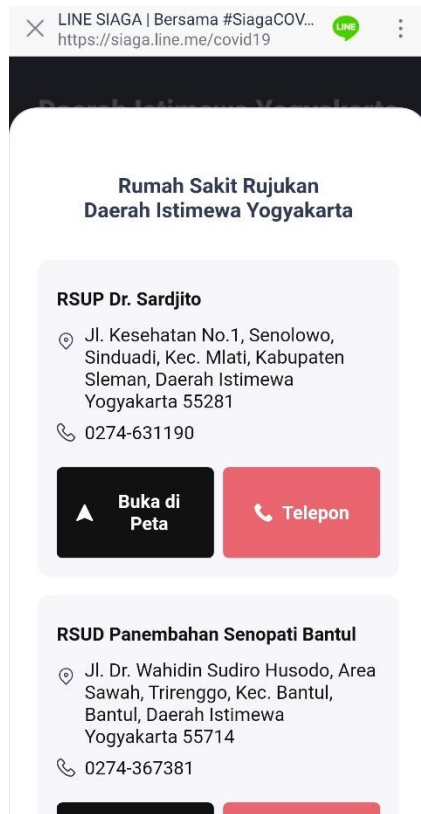 LINE SIAGA | Bersama #SiagaCOV...
https://siaga.line.me/covid19
LINE
Daerah Istimewa Yogyakarta
Rumah Sakit Rujukan
Daerah Istimewa Yogyakarta
RSUP Dr. Sardjito
Jl. Kesehatan No.1, Senolowo,
Sinduadi, Kec. Mlati, Kabupaten
Sleman, Daerah Istimewa
Yogyakarta 55281
0274-631190
Buka di
Peta
Telepon
RSUD Panembahan Senopati Bantul
Jl. Dr. Wahidin Sudiro Husodo, Area
Sawah, Trirenggo, Kec. Bantul,
Bantul, Daerah Istimewa
Yogyakarta 55714
0274-367381